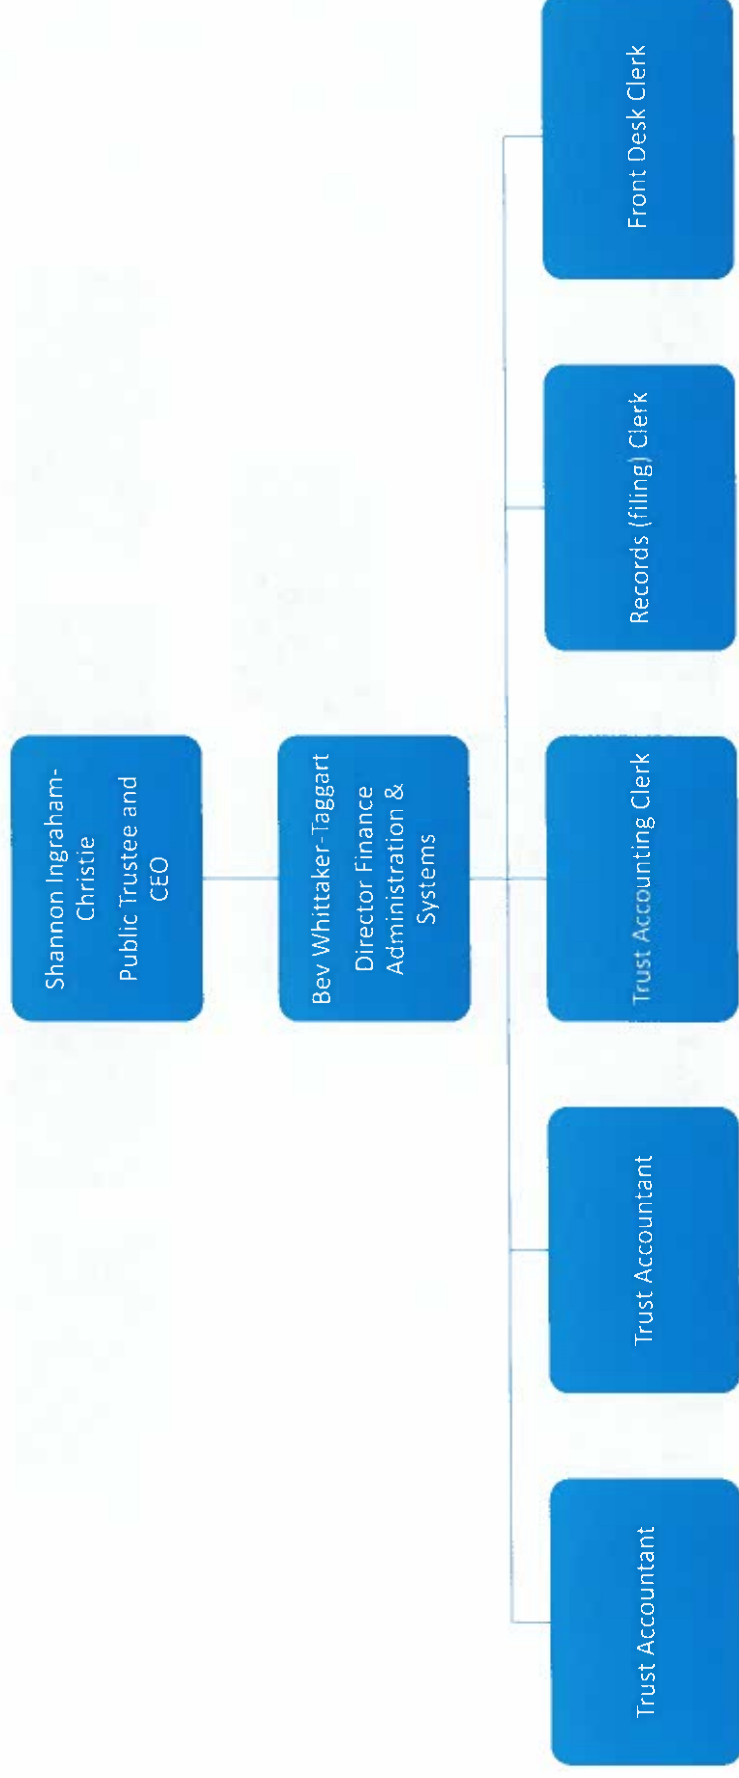 Shannon Ingraham-
Christie
Public Trustee and
CEO
Bev Whittaker-Taggart
Director Finance
Administration &
Systems
Trust Accountant
Trust Accountant
Trust Accounting Clerk
Records (filing) Clerk
Front Desk Clerk